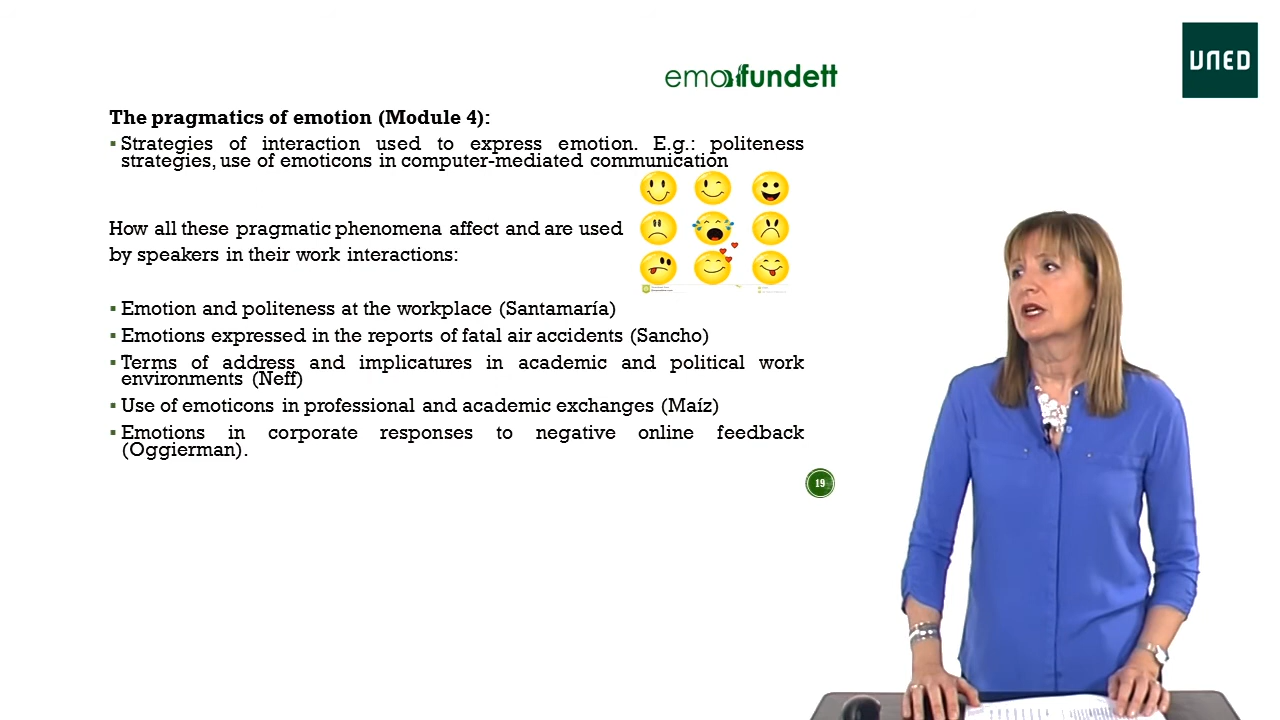 UNED
emo fundett
The pragmatics of emotion (Module 4):
▪ Strategies of interaction used to express emotion. E.g.: politeness
strategies, use of emoticons in computer-mediated communication
How all these pragmatic phenomena affect and are used
by speakers in their work interactions:
▪ Emotion and politeness at the workplace (Santamaría)
▪ Emotions expressed in the reports of fatal air accidents (Sancho)
▪ Terms of address and implicatures in academic and political work
environments (Neff)
▪ Use of emoticons in professional and academic exchanges (Maíz)
▪ Emotions in corporate responses to negative online feedback
(Oggierman).
19